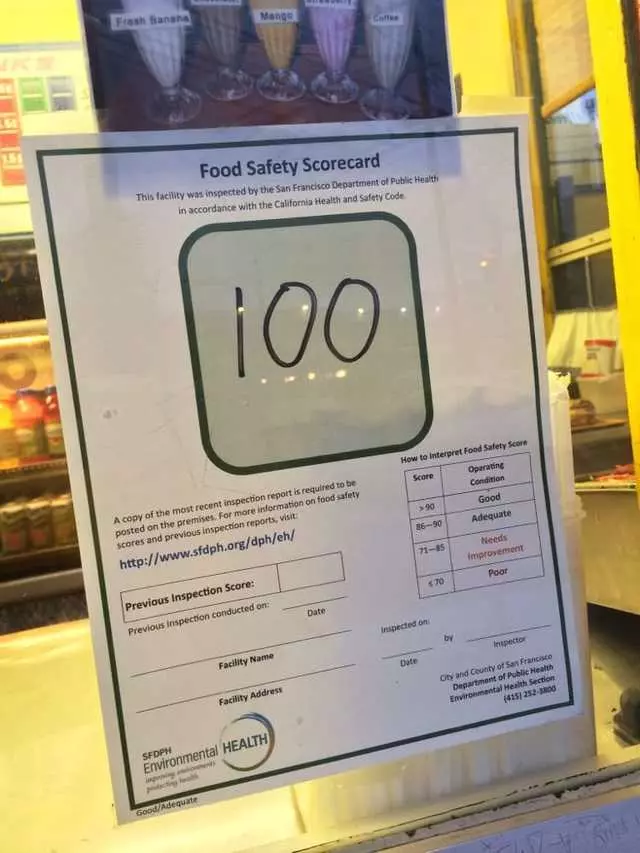 Fresh Banana
Mango
Coffee
Food Safety Scorecard
This facility was inspected by the San Francisco Department of Public Health
in accordance with the California Health and Safety Code.
100
How to Interpret Food Safety Score
Score
Operating
Condition
>90
Good
86—90
Adequate
71—85
Needs
Improvement
≤ 70
Poor
A copy of the most recent inspection report is required to be
posted on the premises. For more information on food safety
scores and previous inspection reports, visit:
http://www.sfdph.org/dph/eh/
Previous Inspection Score:
Previous Inspection conducted on:
Date
Facility Name
Facility Address
Inspected on:
by
Date
Inspector
City and County of San Francisco
Department of Public Health
Environmental Health Section
(415) 252-3800
SFDPH
Environmental HEALTH
improving environments
protecting health
Good/Adequate